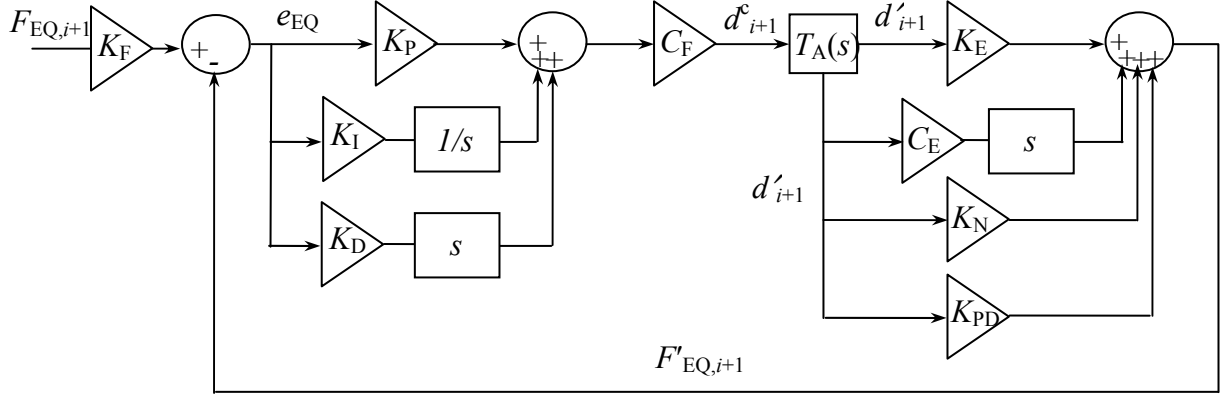 F_EQ,i+1
K_F
+
-
e_EQ
K_P
+
++
C_F
d^c_i+1
T_A(s)
d′_i+1
K_E
+
+++
K_I
1/s
C_E
s
d′_i+1
K_D
s
K_N
K_PD
F′_EQ,i+1